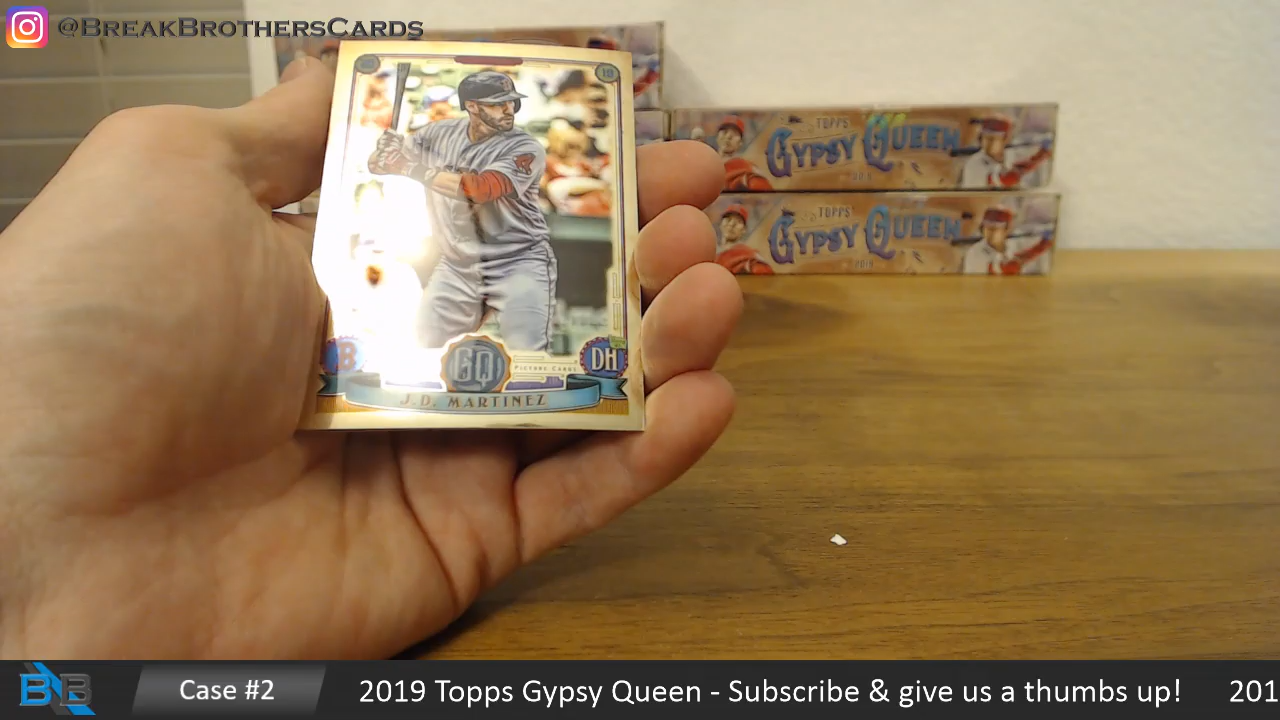 @BreakBrothersCards
TOPPS
GYPSY QUEEN
TOPPS
GYPSY QUEEN
2019
B
GQ
PICTURE CARDS
DH
J.D. MARTINEZ
BNB
Case #2
2019 Topps Gypsy Queen - Subscribe & give us a thumbs up!
201